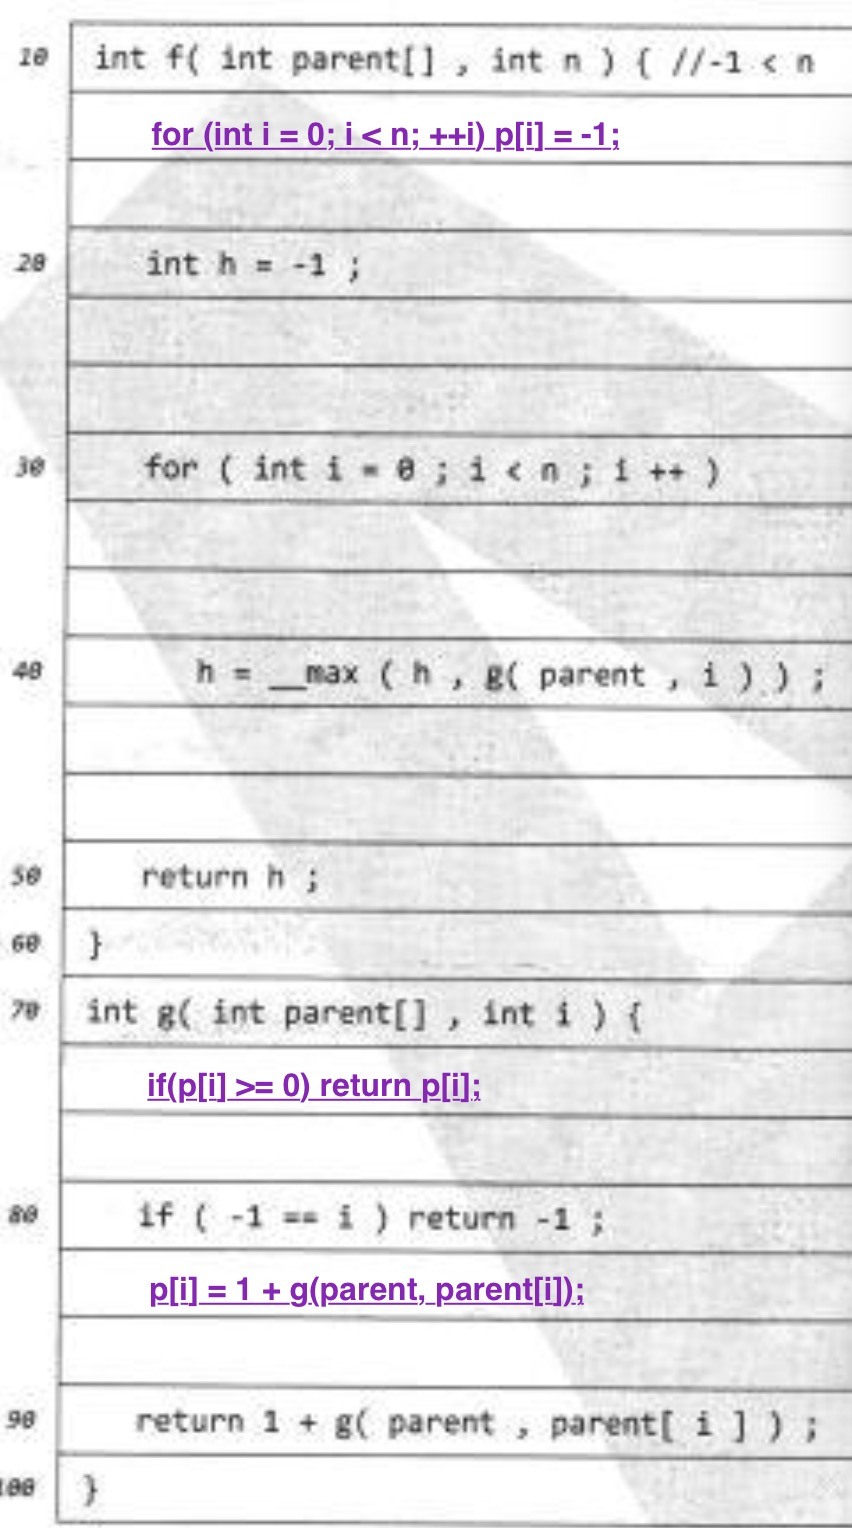 10 int f( int parent[] , int n ) { //-1 < n
for (int i = 0; i < n; ++i) p[i] = -1;
20 int h = -1 ;
30 for ( int i = 0 ; i < n ; i ++ )
40 h = __max ( h , g( parent , i ) ) ;
50 return h ;
60 }
70 int g( int parent[] , int i ) {
if(p[i] >= 0) return p[i];
80 if ( -1 == i ) return -1 ;
p[i] = 1 + g(parent, parent[i]);
90 return 1 + g( parent , parent[ i ] ) ;
100 }